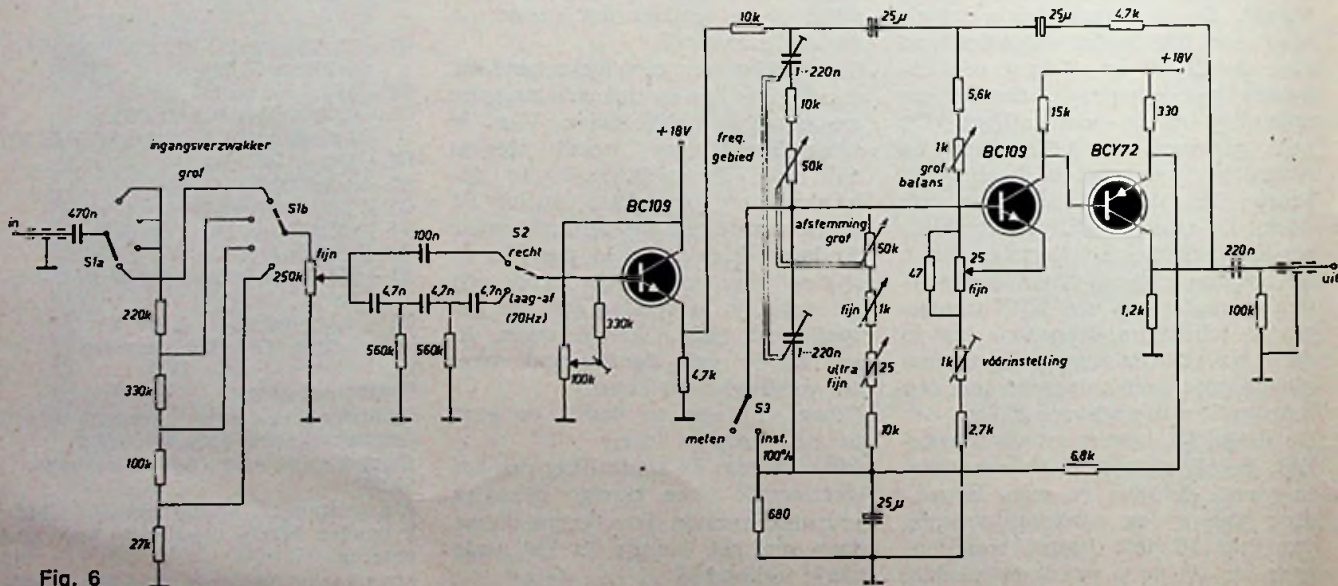 10k
25µ
25µ
4,7k
+18V
1...220n
5,6k
15k
330
10k
ingangsverzwakker
grof
+18V
freq.
gebied
1k
grof
balans
BC109
BCY72
50k
S1b
in
470n
BC109
S1a
100n
S2
recht
afstemming
grof
fijn
250k
50k
47
25
fijn
220n
uit
4,7n
4,7n
4,7n
laag-af
(70Hz)
220k
330k
fijn
1k
1,2k
100k
560k
560k
1...220n
100k
4,7k
ultra
fijn
25
1k
vóórinstelling
330k
S3
meten
inst.
100%
10k
2,7k
100k
6,8k
680
25µ
27k
Fig. 6